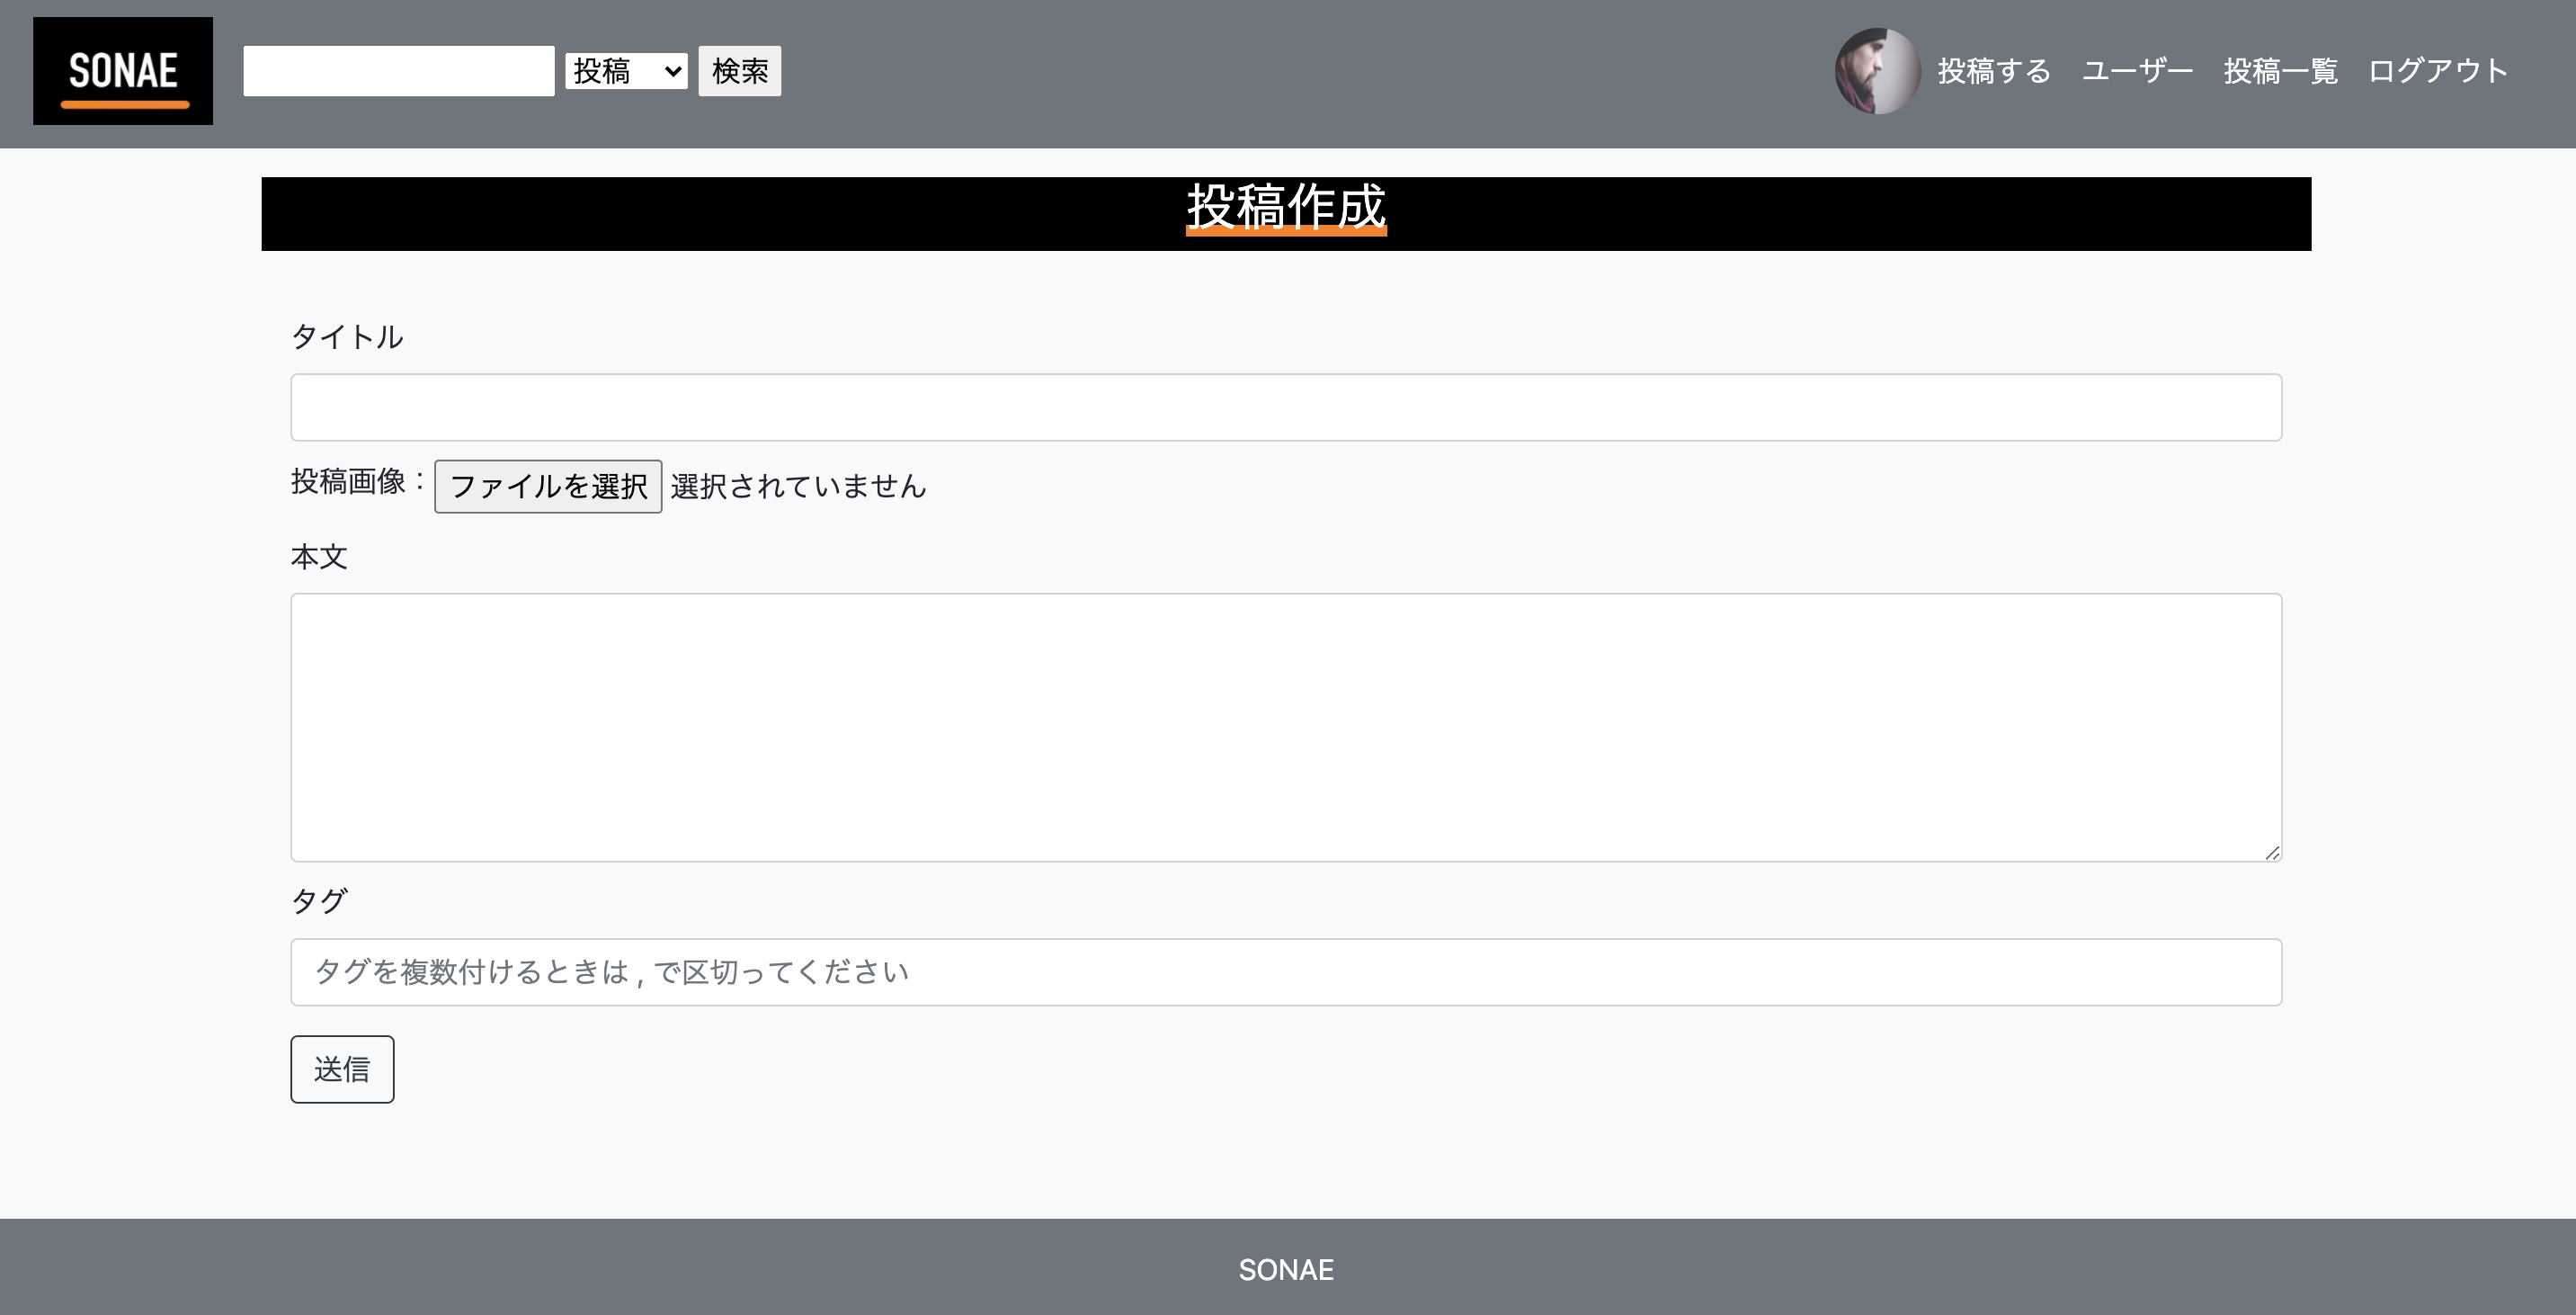 SONAE 投稿 検索 投稿する ユーザー 投稿一覧 ログアウト
投稿作成
タイトル
投稿画像： ファイルを選択 選択されていません
本文
タグ
タグを複数付けるときは , で区切ってください
送信
SONAE